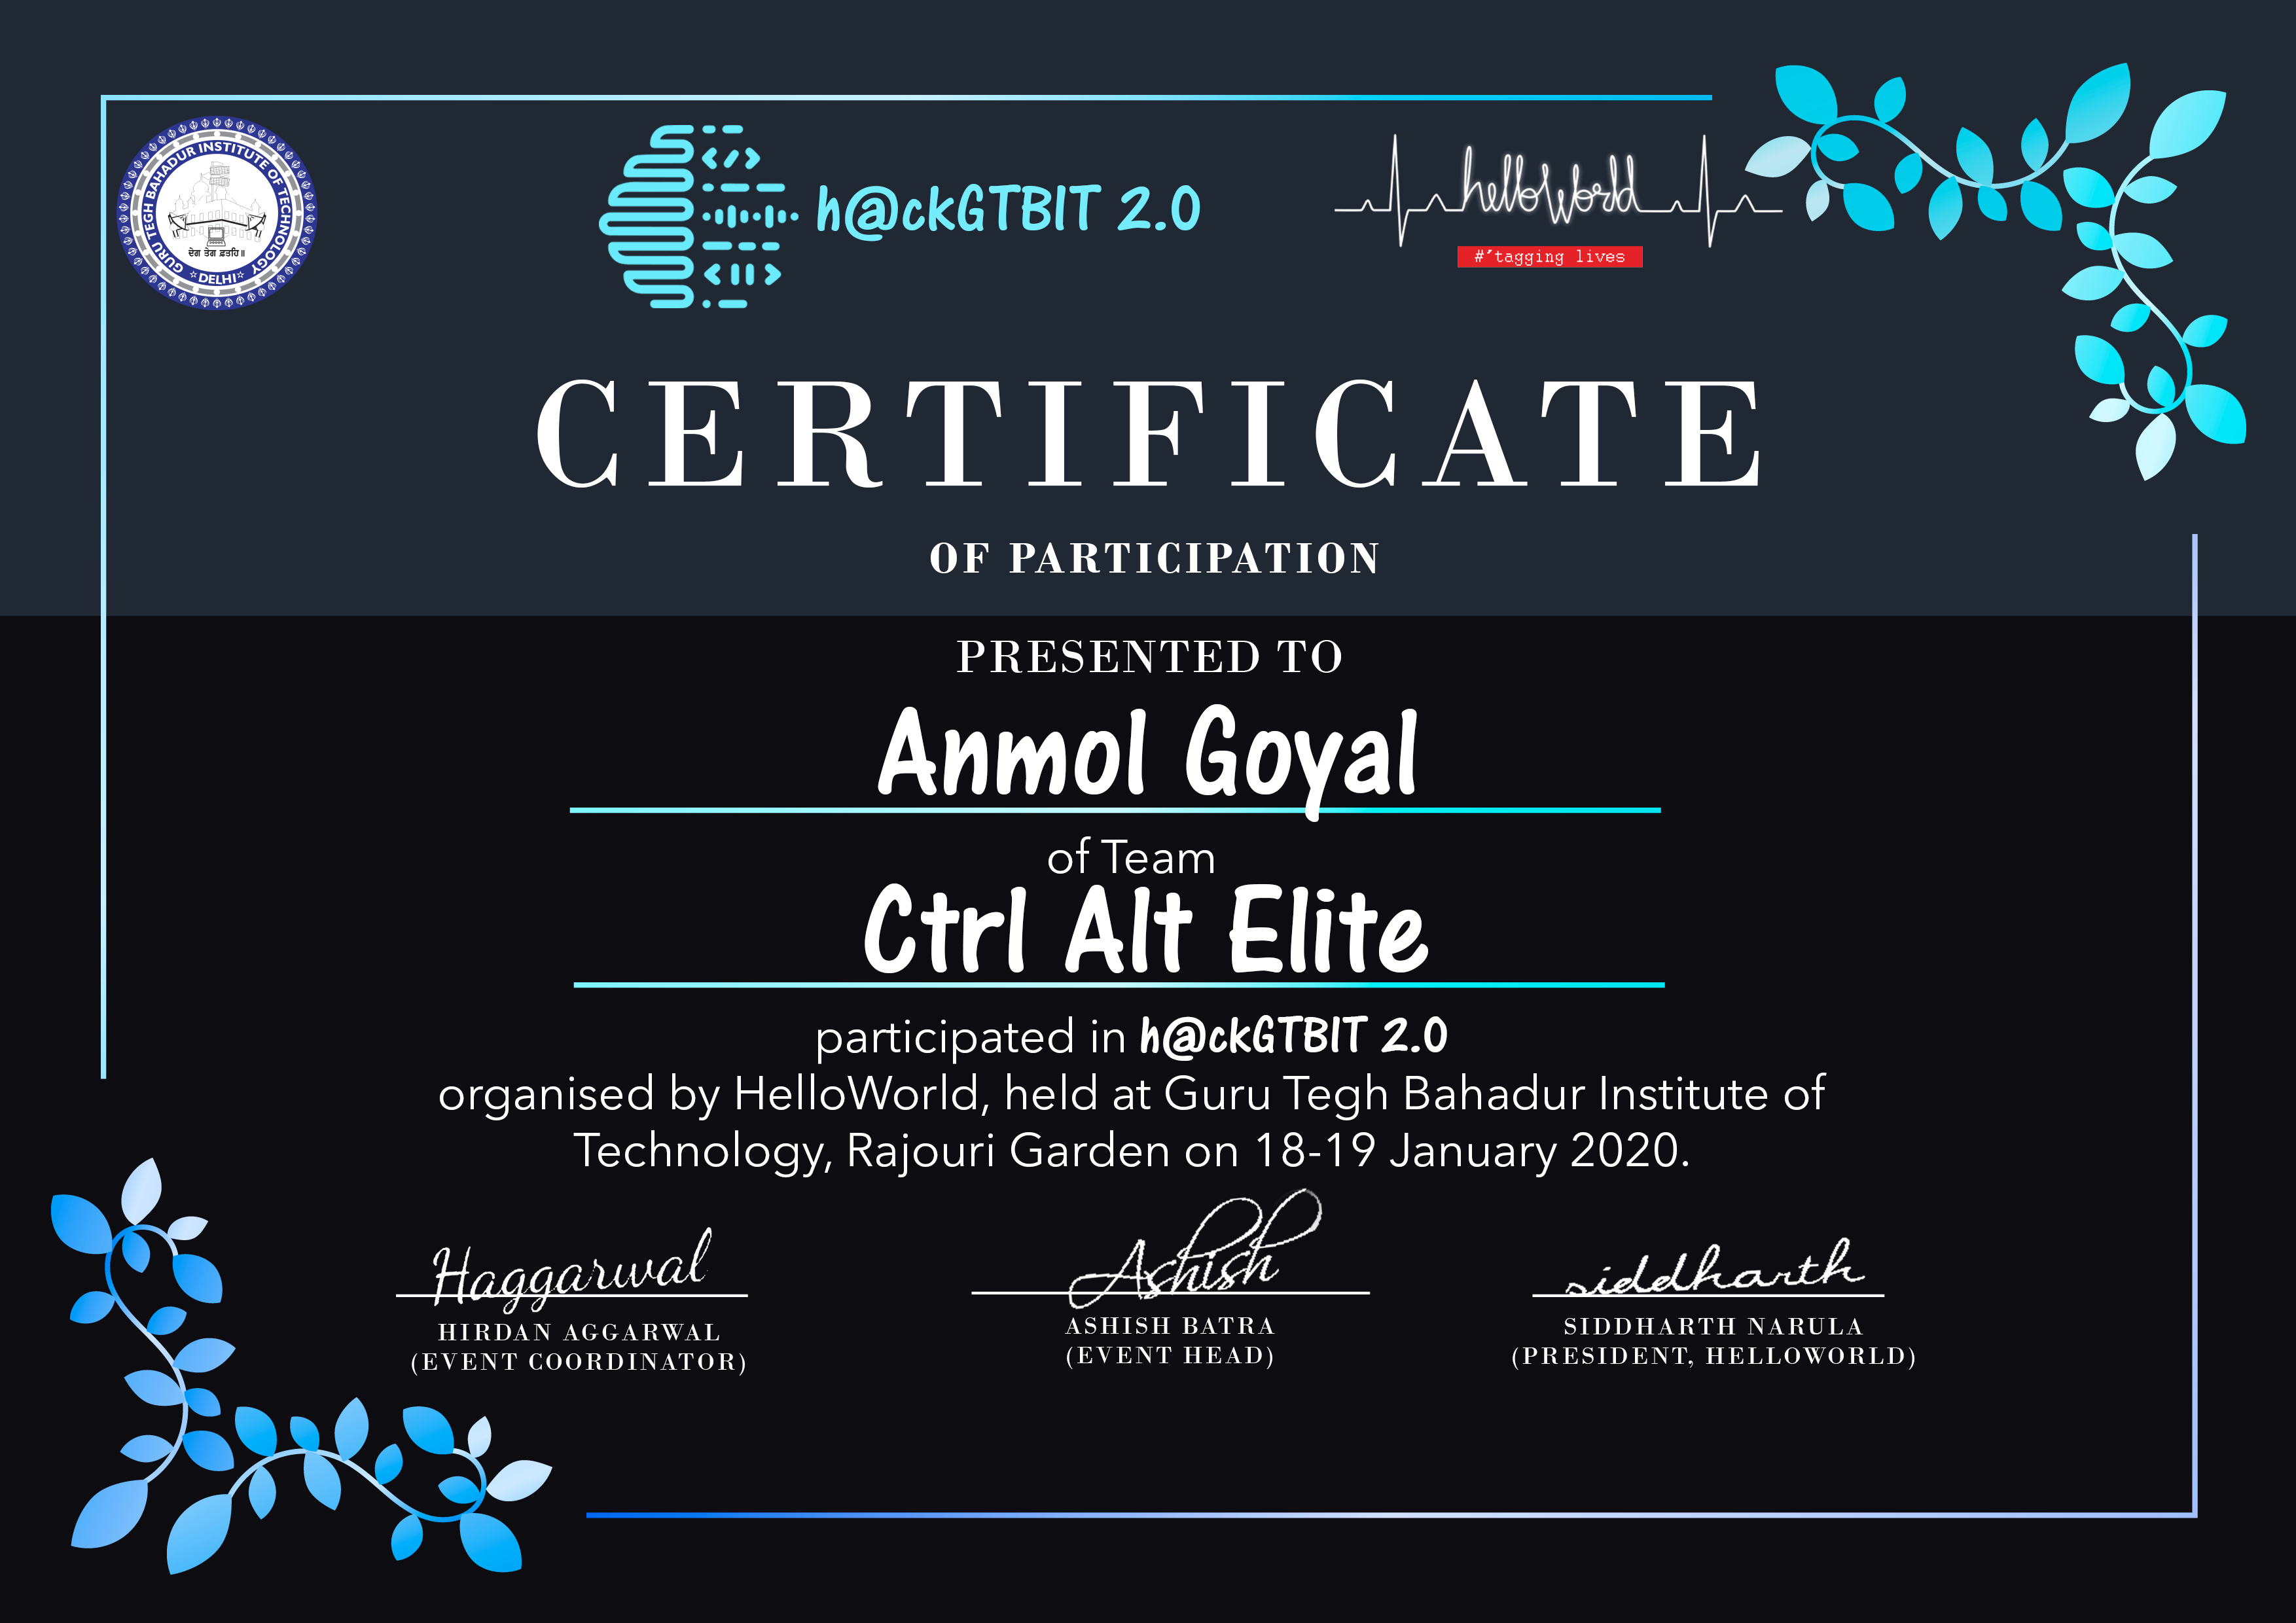 GURU TEGH BAHADUR INSTITUTE OF TECHNOLOGY
ਦੇਗ ਤੇਗ ਫ਼ਤਹਿ॥
DELHI
h@ckGTBIT 2.0
helloworld
#'tagging lives
CERTIFICATE
OF PARTICIPATION
PRESENTED TO
Anmol Goyal
of Team
Ctrl Alt Elite
participated in h@ckGTBIT 2.0
organised by HelloWorld, held at Guru Tegh Bahadur Institute of
Technology, Rajouri Garden on 18-19 January 2020.
Haggarwal
HIRDAN AGGARWAL
(EVENT COORDINATOR)
Ashish
ASHISH BATRA
(EVENT HEAD)
siddharth
SIDDHARTH NARULA
(PRESIDENT, HELLOWORLD)